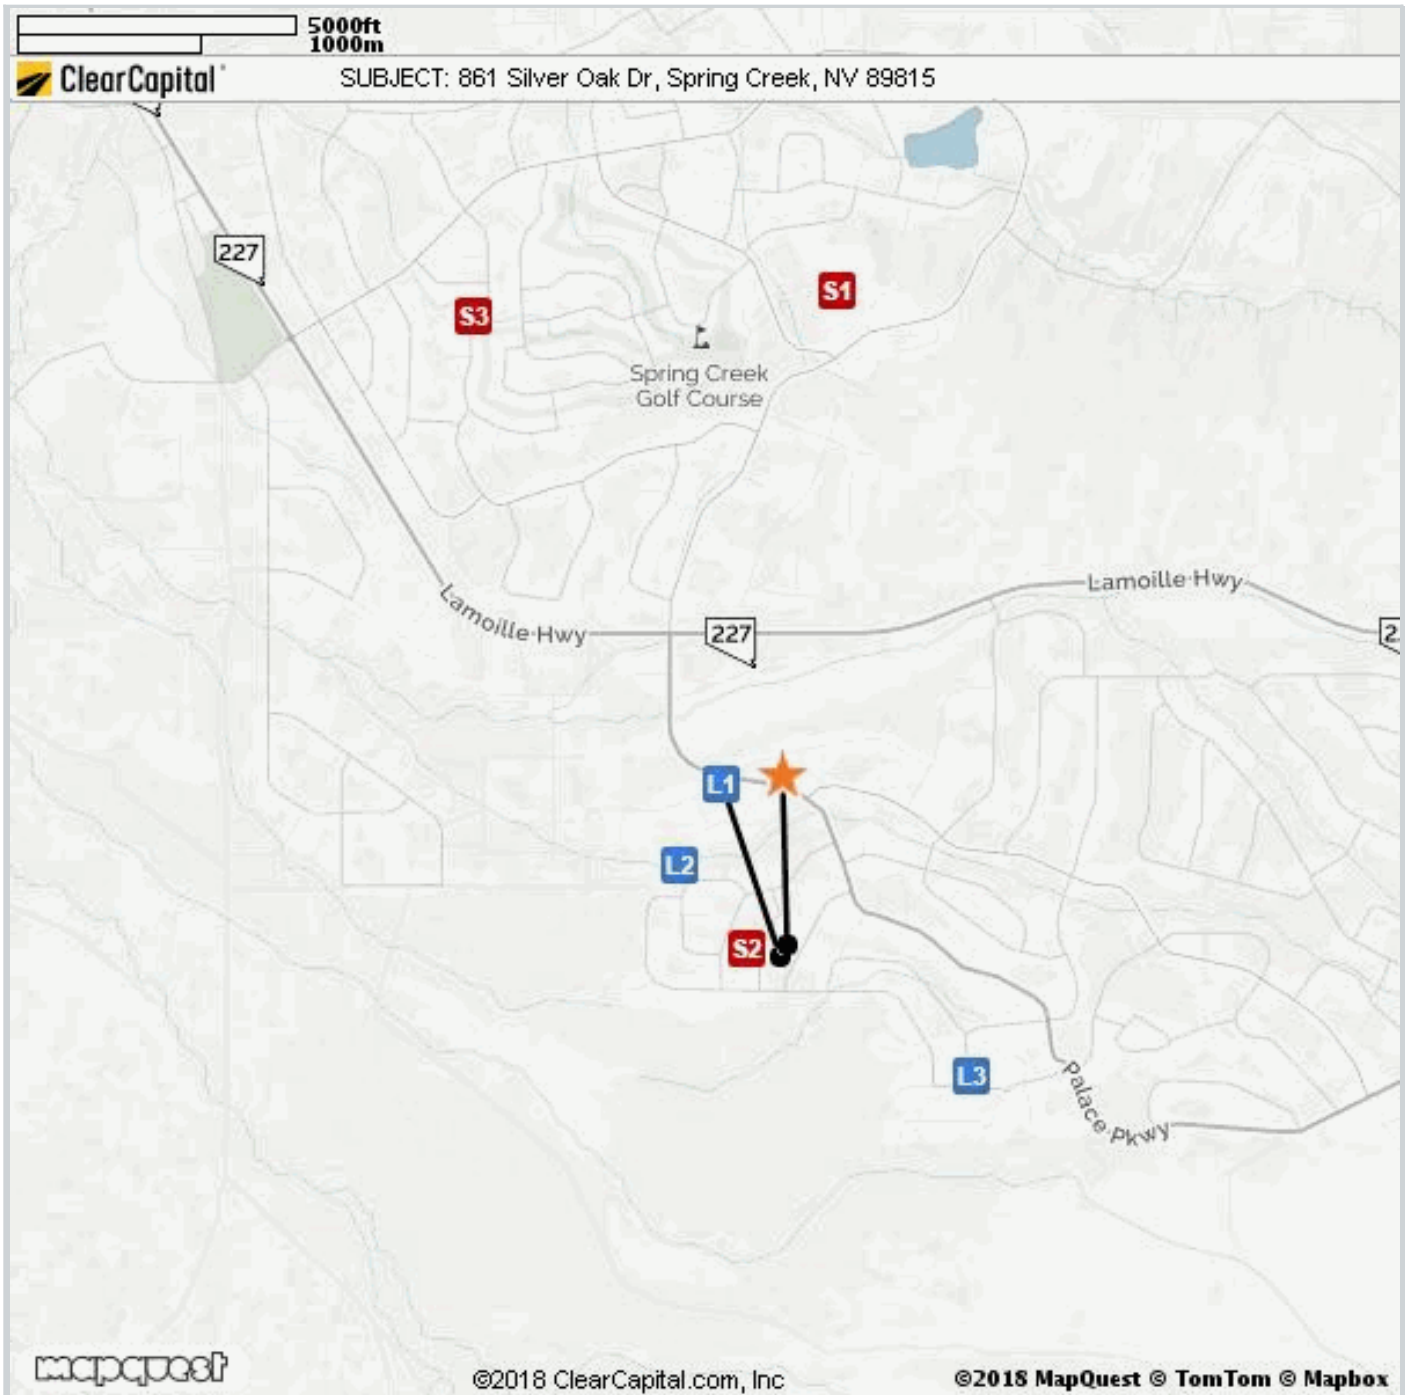 5000ft
1000m
ClearCapital
SUBJECT: 861 Silver Oak Dr, Spring Creek, NV 89815
227
S1
S3
Spring Creek
Golf Course
Lamoille Hwy
Lamoille Hwy
227
2
L1
L2
S2
L3
Palace Pkwy
mapquest
©2018 ClearCapital.com, Inc
©2018 MapQuest © TomTom © Mapbox